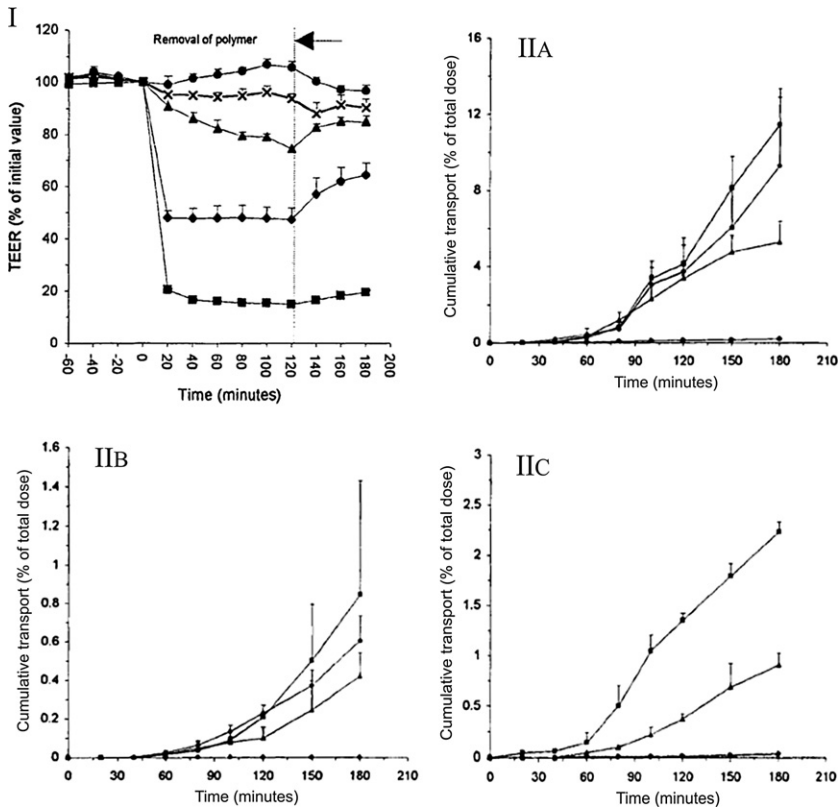 I
Removal of polymer
TEER (% of initial value)
120
100
80
60
40
20
0
-60 -40 -20 0 20 40 60 80 100 120 140 160 180 200
Time (minutes)
IIA
Cumulative transport (% of total dose)
16
12
8
4
0
0 30 60 90 120 150 180 210
Time (minutes)
IIB
Cumulative transport (% of total dose)
1.6
1.4
1.2
1
0.8
0.6
0.4
0.2
0
0 30 60 90 120 150 180 210
Time (minutes)
IIC
Cumulative transport (% of total dose)
3
2.5
2
1.5
1
0.5
0
0 30 60 90 120 150 180 210
Time (minutes)